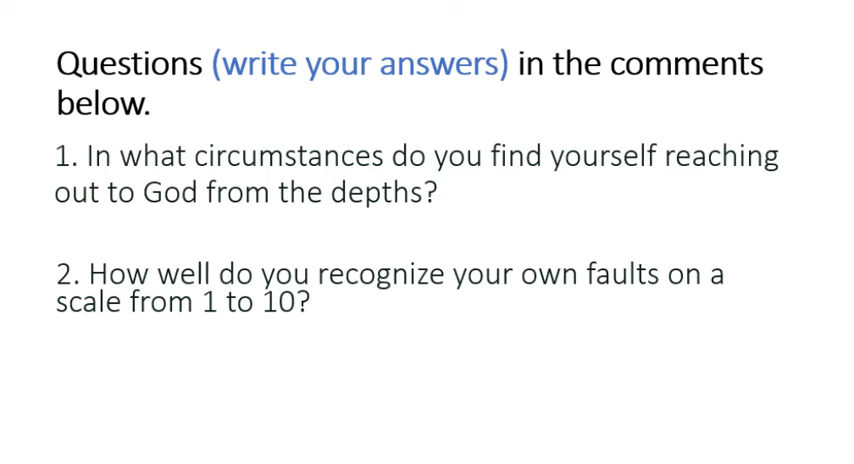 Questions (write your answers) in the comments
below.
1. In what circumstances do you find yourself reaching
out to God from the depths?
2. How well do you recognize your own faults on a
scale from 1 to 10?